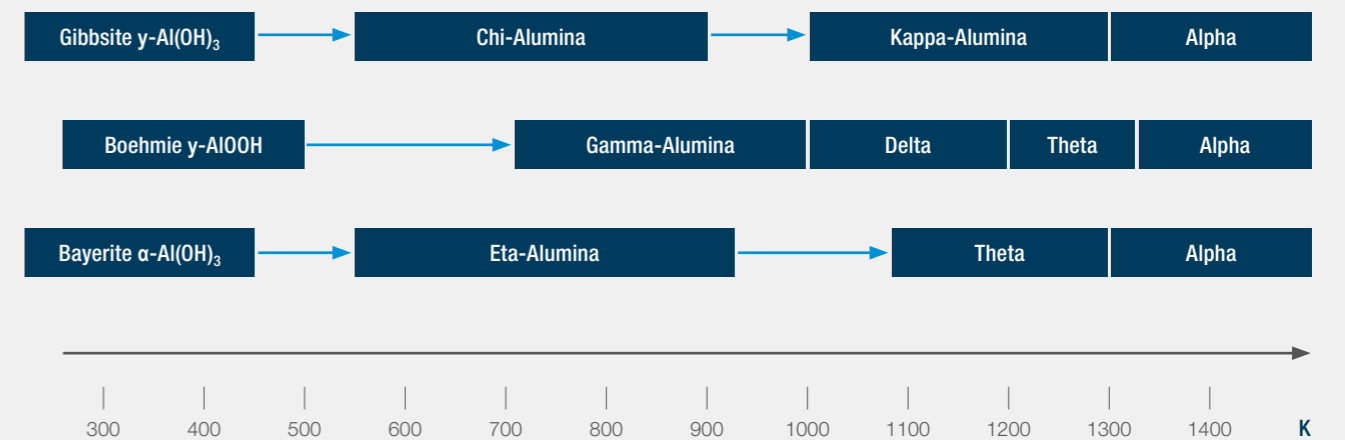 Gibbsite y-Al(OH)₃ Chi-Alumina Kappa-Alumina Alpha
Boehmie y-AlOOH Gamma-Alumina Delta Theta Alpha
Bayerite α-Al(OH)₃ Eta-Alumina Theta Alpha
300 400 500 600 700 800 900 1000 1100 1200 1300 1400 K